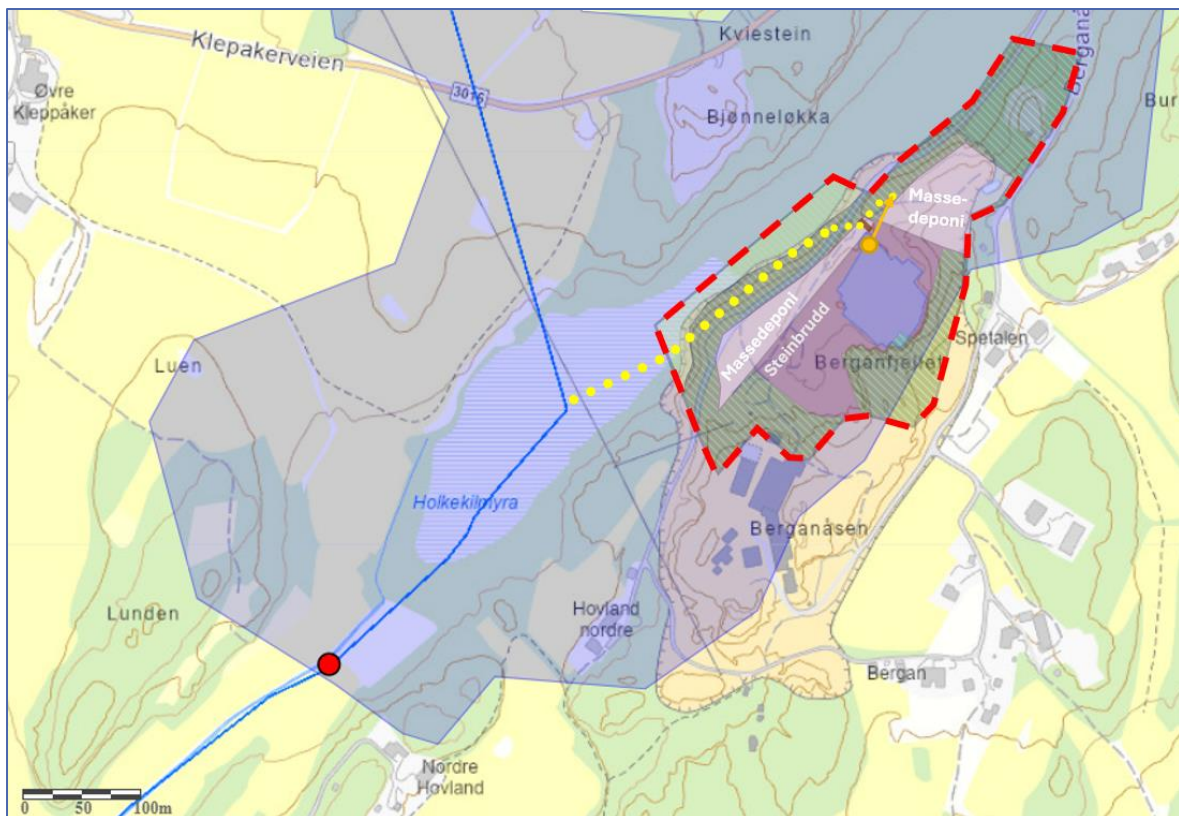 Klepakerveien
3016
Kviestein
Øvre
Kleppåker
Bjønneløkka
Masse-
deponi
Massedeponi
Steinbrudd
Berganfjellet
Spetalen
Luen
Holkekilmyra
Berganåsen
Lunden
Hovland
nordre
Bergan
Nordre
Hovland
0 50 100m